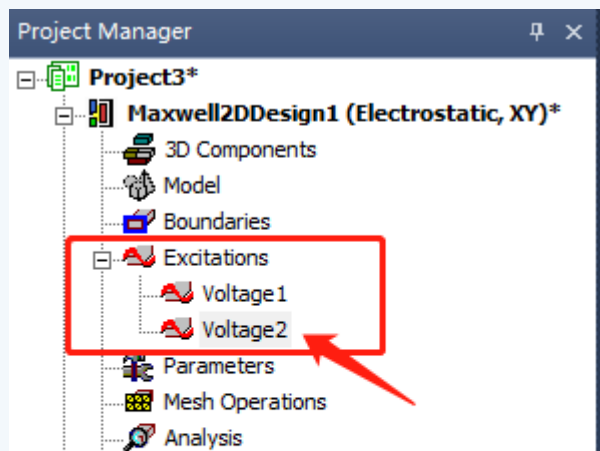 Project Manager
Project3*
Maxwell2DDesign1 (Electrostatic, XY)*
3D Components
Model
Boundaries
Excitations
Voltage1
Voltage2
Parameters
Mesh Operations
Analysis